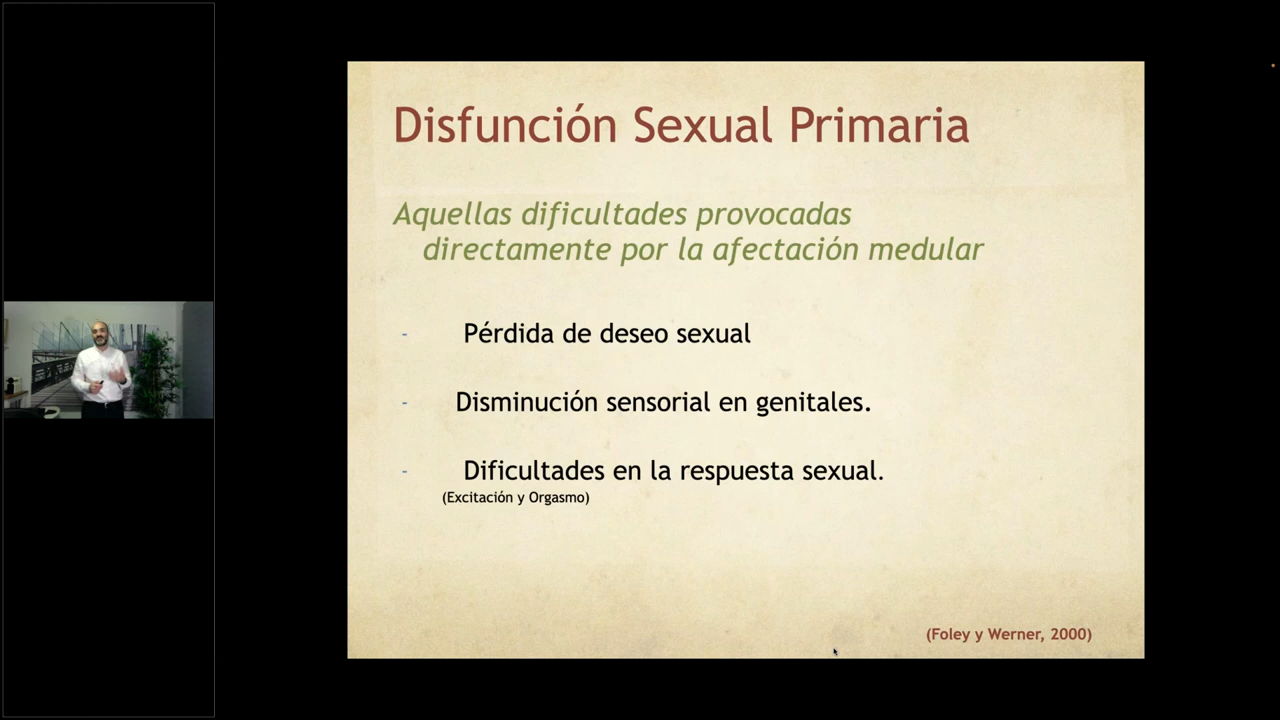 Disfunción Sexual Primaria
Aquellas dificultades provocadas
directamente por la afectación medular
- Pérdida de deseo sexual
- Disminución sensorial en genitales.
- Dificultades en la respuesta sexual.
(Excitación y Orgasmo)
(Foley y Werner, 2000)